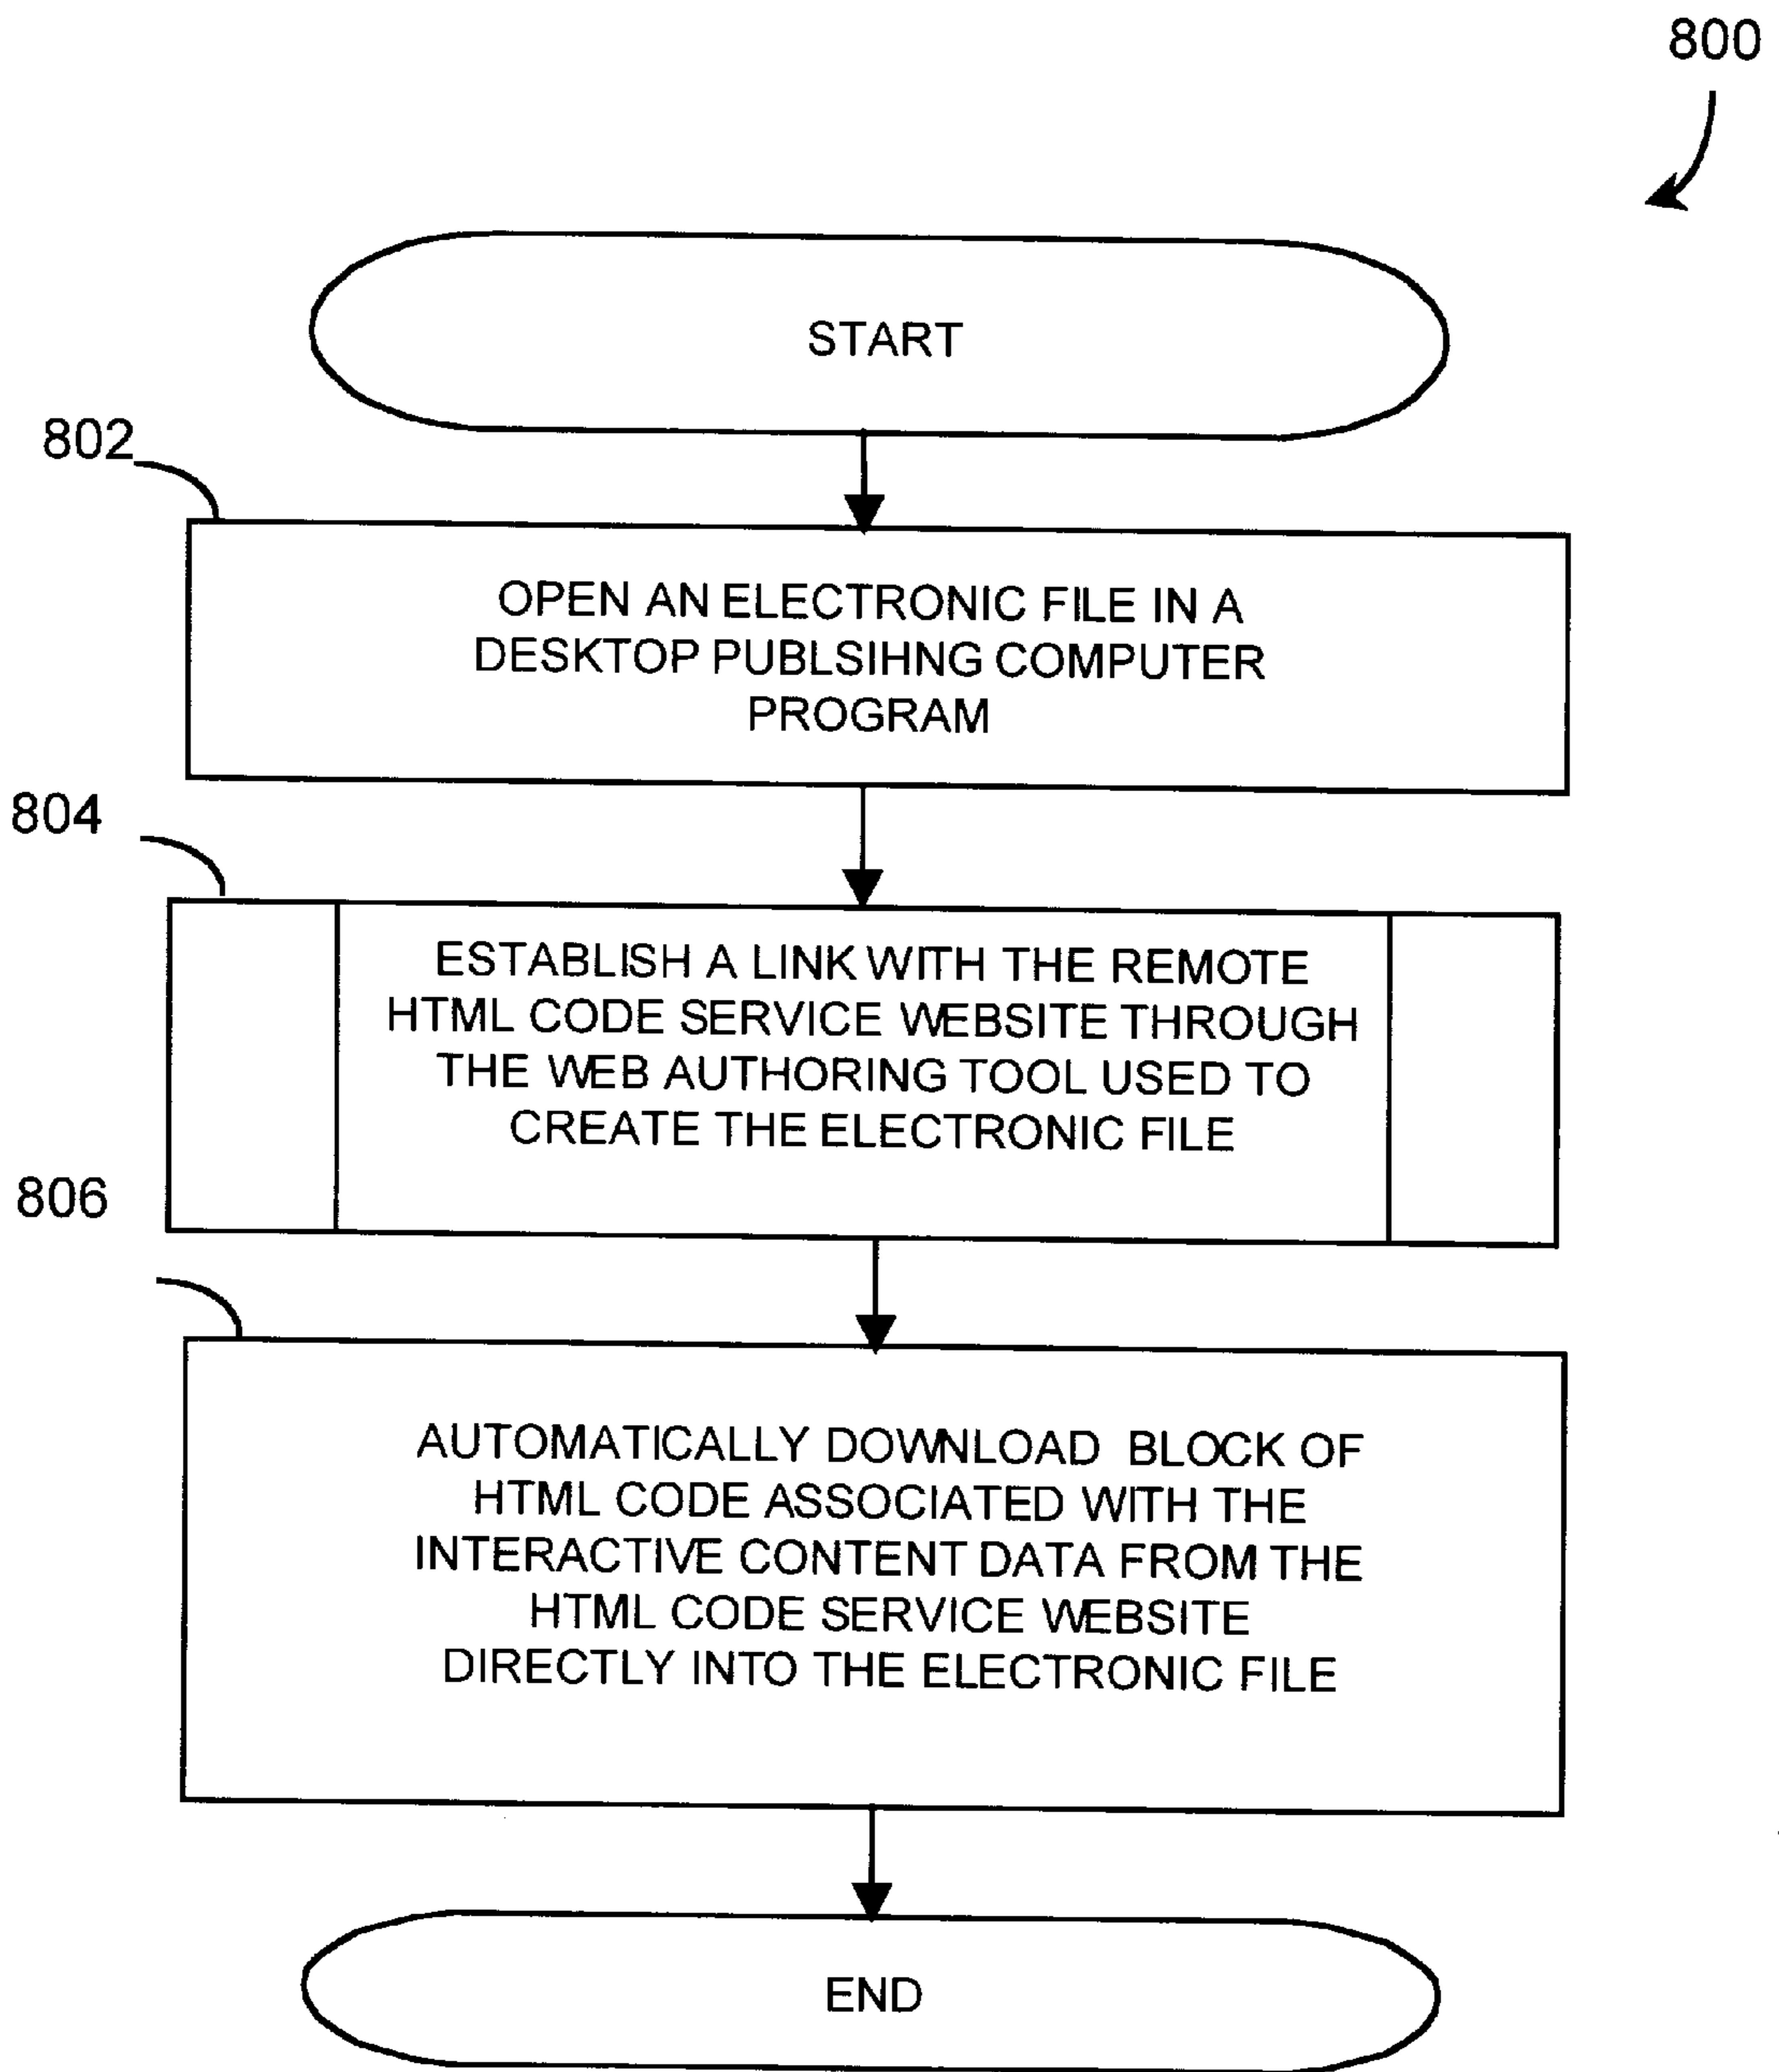 800
START
802
OPEN AN ELECTRONIC FILE IN A
DESKTOP PUBLSIHNG COMPUTER
PROGRAM
804
ESTABLISH A LINK WITH THE REMOTE
HTML CODE SERVICE WEBSITE THROUGH
THE WEB AUTHORING TOOL USED TO
CREATE THE ELECTRONIC FILE
806
AUTOMATICALLY DOWNLOAD BLOCK OF
HTML CODE ASSOCIATED WITH THE
INTERACTIVE CONTENT DATA FROM THE
HTML CODE SERVICE WEBSITE
DIRECTLY INTO THE ELECTRONIC FILE
END